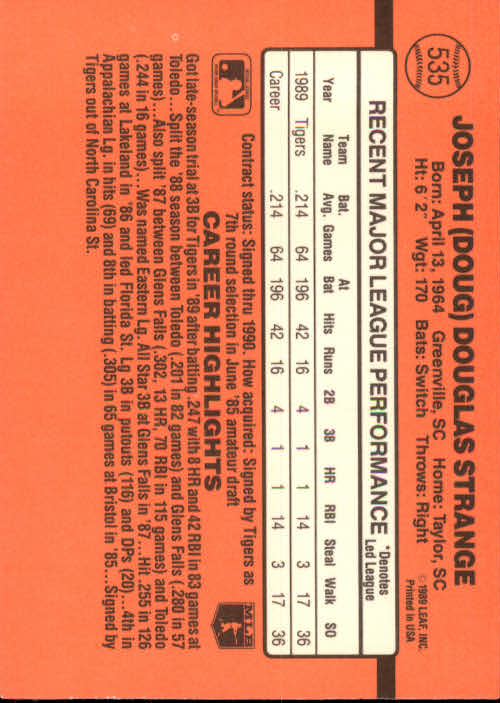 535
JOSEPH (DOUG) DOUGLAS STRANGE
Born: April 13, 1964 Greenville, SC Home: Taylor, SC
Ht: 6' 2" Wgt: 170 Bats: Switch Throws: Right
© 1989 LEAF, INC.
Printed in USA
RECENT MAJOR LEAGUE PERFORMANCE
*Denotes
Led League
Year Team Name Bat. Avg. Games At Bat Hits Runs 2B 3B HR RBI Steal Walk SO
1989 Tigers .214 64 196 42 16 4 1 1 14 3 17 36
Career .214 64 196 42 16 4 1 1 14 3 17 36
Contract status: Signed thru 1990. How acquired: Signed by Tigers as
7th round selection in June '85 amateur draft
CAREER HIGHLIGHTS
MLB
Got late-season trial at 3B for Tigers in '89 after batting .247 with 8 HR and 42 RBI in 83 games at
Toledo...Split the '88 season between Toledo (.201 in 82 games) and Glens Falls (.280 in 57
games)...Also split '87 between Glens Falls (.302, 13 HR, 70 RBI in 115 games) and Toledo
(.244 in 16 games)...Was named Eastern Lg. All Star 3B at Glens Falls in '87...Hit .255 in 126
games at Lakeland in '86 and led Florida St. Lg 3B in putouts (116) and DPs (20)...4th in
Appalachian Lg. in hits (69) and 8th in batting (.305) in 65 games at Bristol in '85...Signed by
Tigers out of North Carolina St.